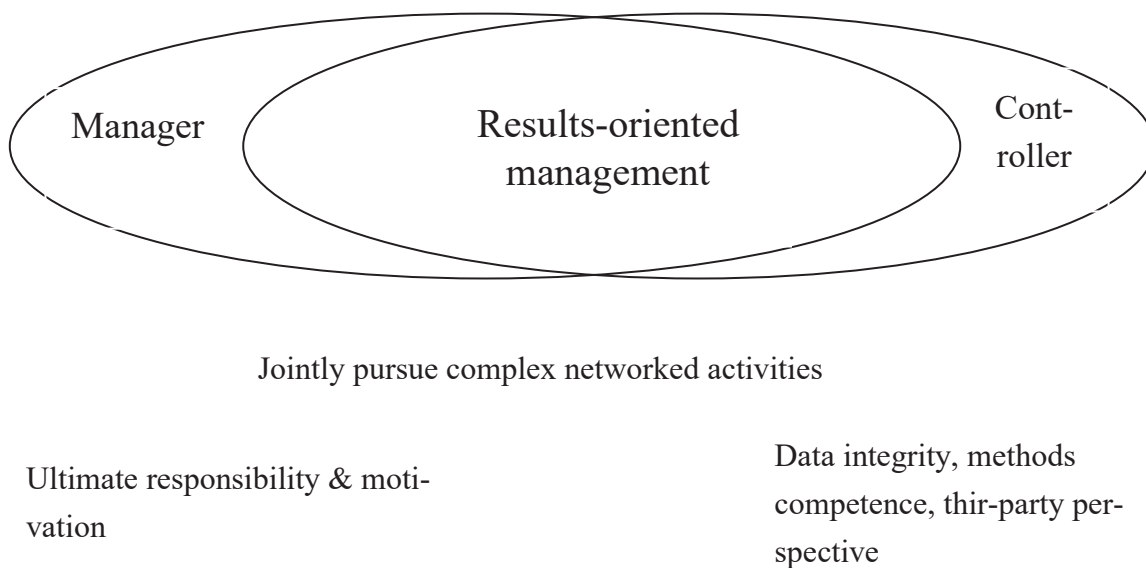 Manager
Results-oriented
management
Cont-
roller
Jointly pursue complex networked activities
Ultimate responsibility & moti-
vation
Data integrity, methods
competence, thir-party per-
spective